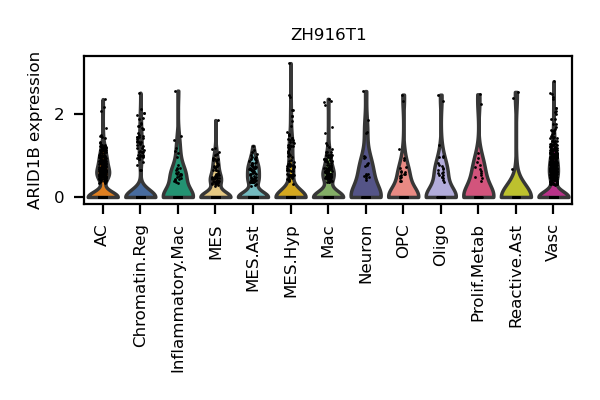 ZH916T1
ARID1B expression
2
0
AC
Chromatin.Reg
Inflammatory.Mac
MES
MES.Ast
MES.Hyp
Mac
Neuron
OPC
Oligo
Prolif.Metab
Reactive.Ast
Vasc